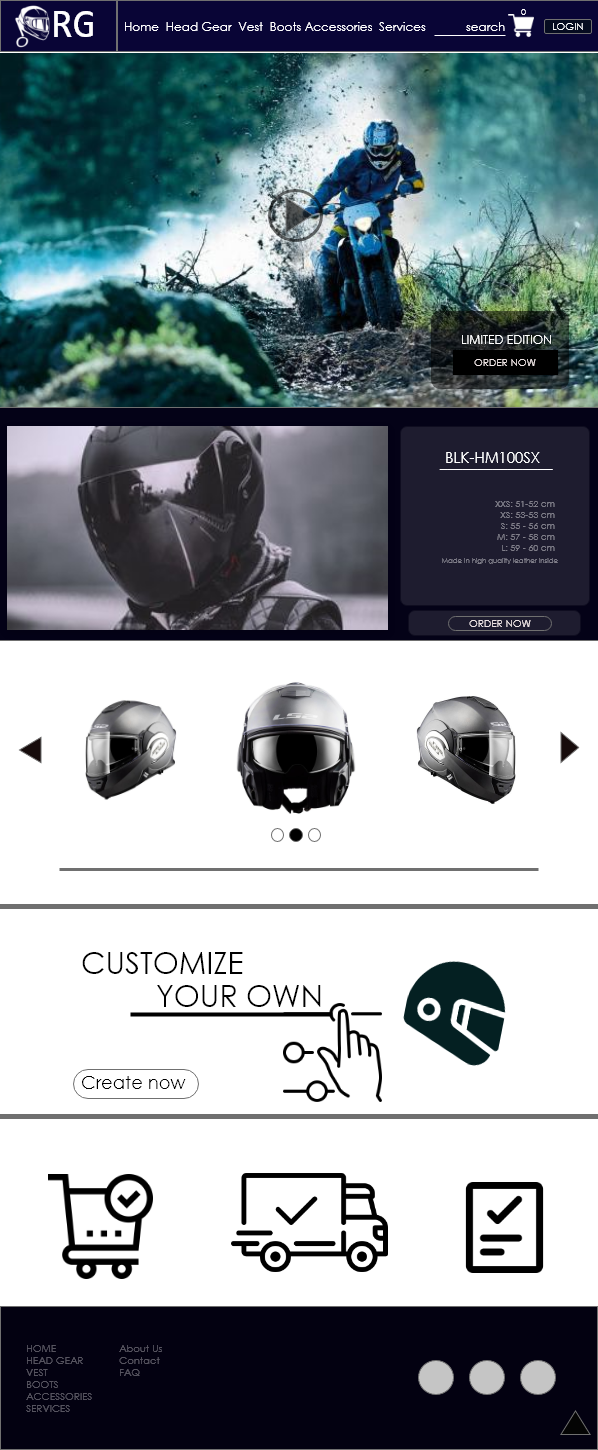 RG
Home Head Gear Vest Boots Accessories Services search 0 LOGIN
LIMITED EDITION
ORDER NOW
BLK-HM100SX
XXS: 51-52 cm
XS: 53-53 cm
S: 55 - 56 cm
M: 57 - 58 cm
L: 59 - 60 cm
Made in high quality leather inside
ORDER NOW
LS2
CUSTOMIZE
YOUR OWN
Create now
HOME
HEAD GEAR
VEST
BOOTS
ACCESSORIES
SERVICES
About Us
Contact
FAQ